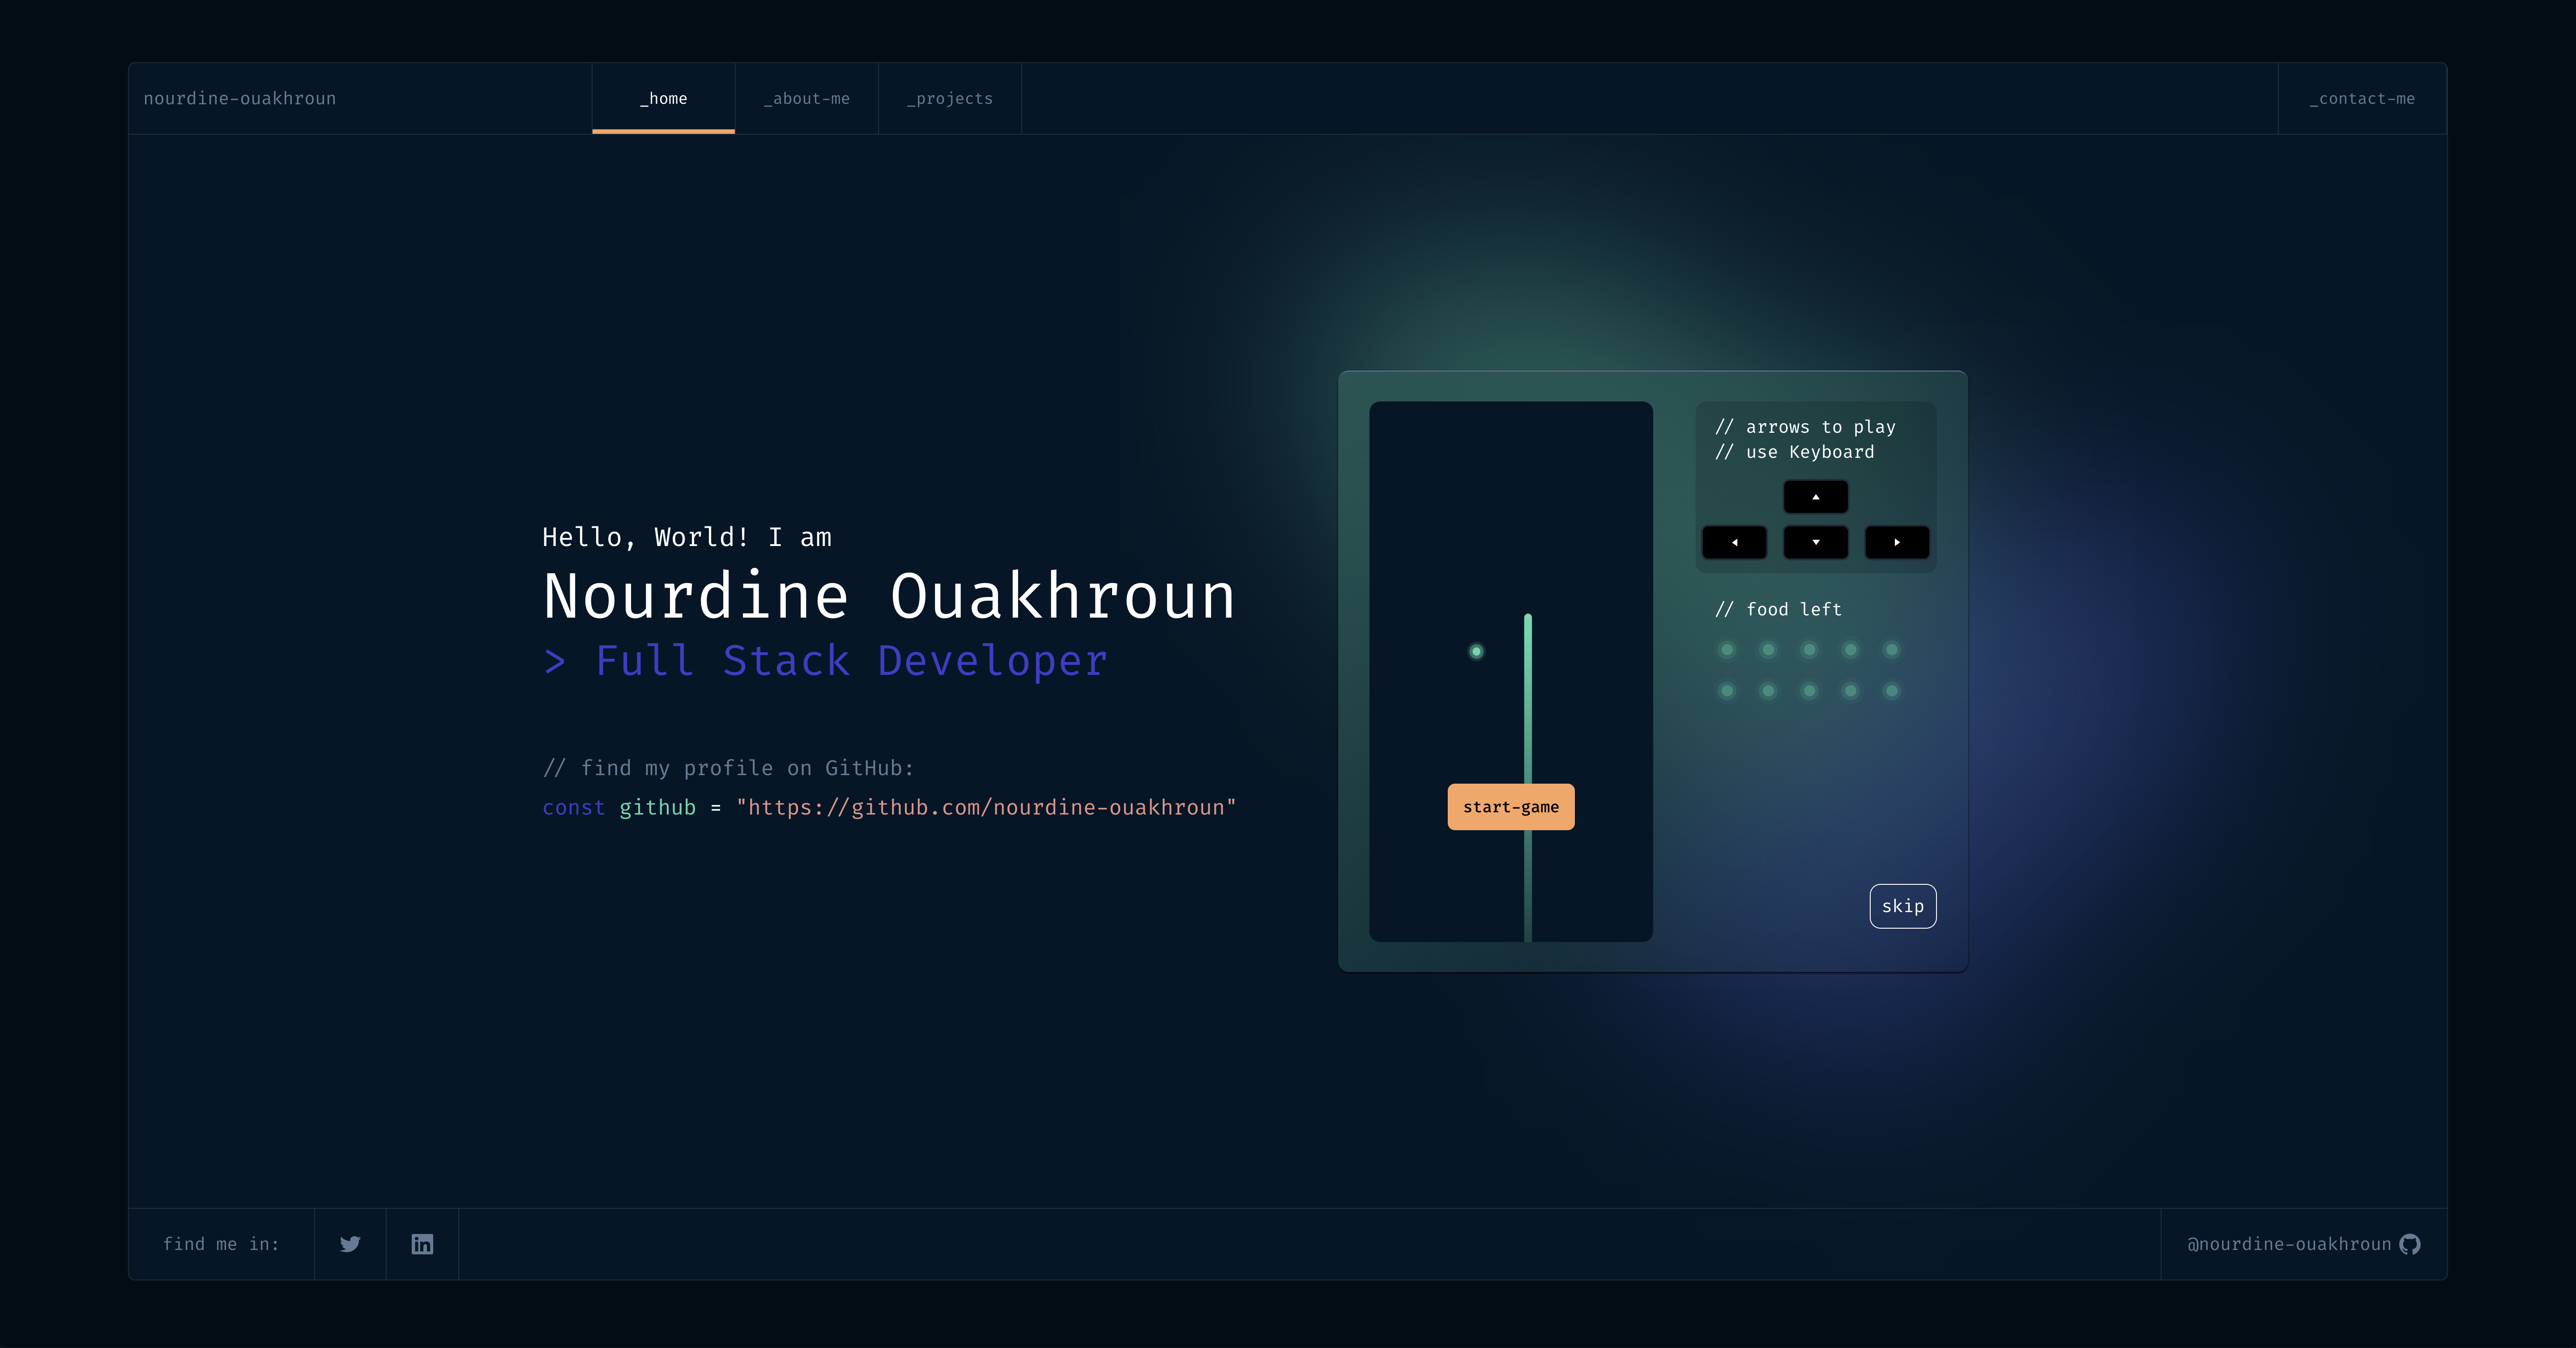 nourdine-ouakhroun
_home
_about-me
_projects
_contact-me
Hello, World! I am
Nourdine Ouakhroun
> Full Stack Developer
// find my profile on GitHub:
const github = "https://github.com/nourdine-ouakhroun"
start-game
// arrows to play
// use Keyboard
// food left
skip
find me in:
@nourdine-ouakhroun